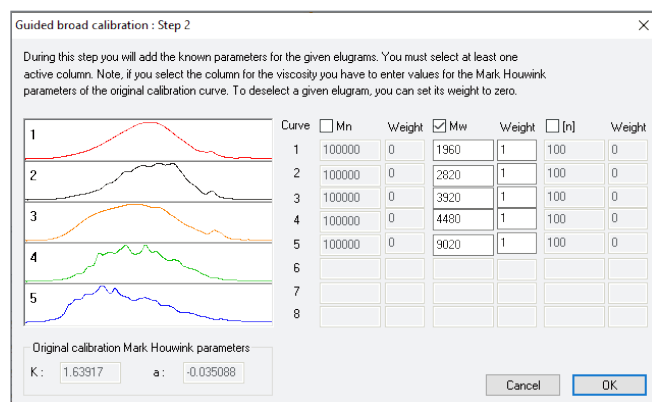 Guided broad calibration : Step 2
During this step you will add the known parameters for the given elugrams. You must select at least one
active column. Note, if you select the column for the viscosity you have to enter values for the Mark Houwink
parameters of the original calibration curve. To deselect a given elugram, you can set its weight to zero.
Curve Mn Weight Mw Weight [n] Weight
1 100000 0 1960 1 100 0
2 100000 0 2820 1 100 0
3 100000 0 3920 1 100 0
4 100000 0 4480 1 100 0
5 100000 0 9020 1 100 0
6
7
8
1
2
3
4
5
Original calibration Mark Houwink parameters
K : 1.63917 a : -0.035088
Cancel OK